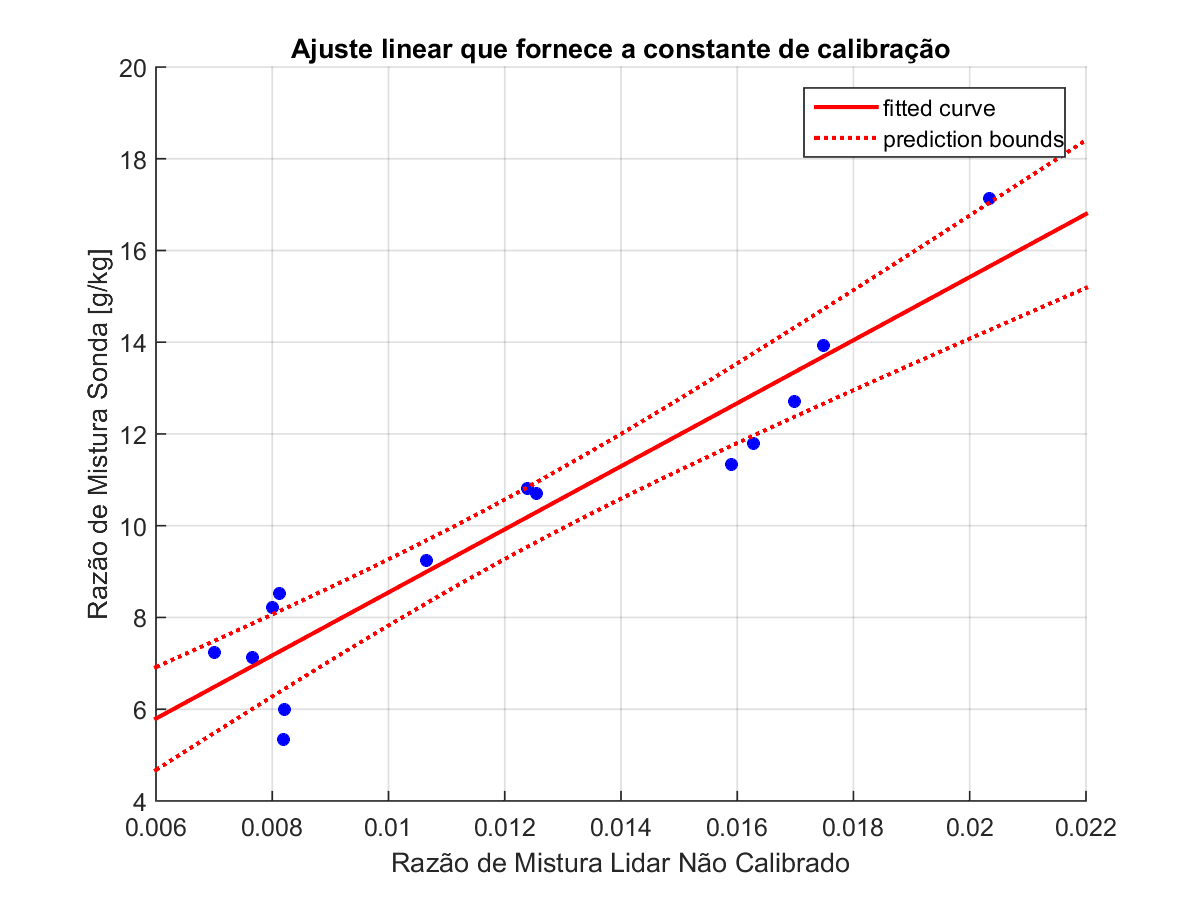 Ajuste linear que fornece a constante de calibração
fitted curve
prediction bounds
Razão de Mistura Sonda [g/kg]
20
18
16
14
12
10
8
6
4
0.006 0.008 0.01 0.012 0.014 0.016 0.018 0.02 0.022
Razão de Mistura Lidar Não Calibrado